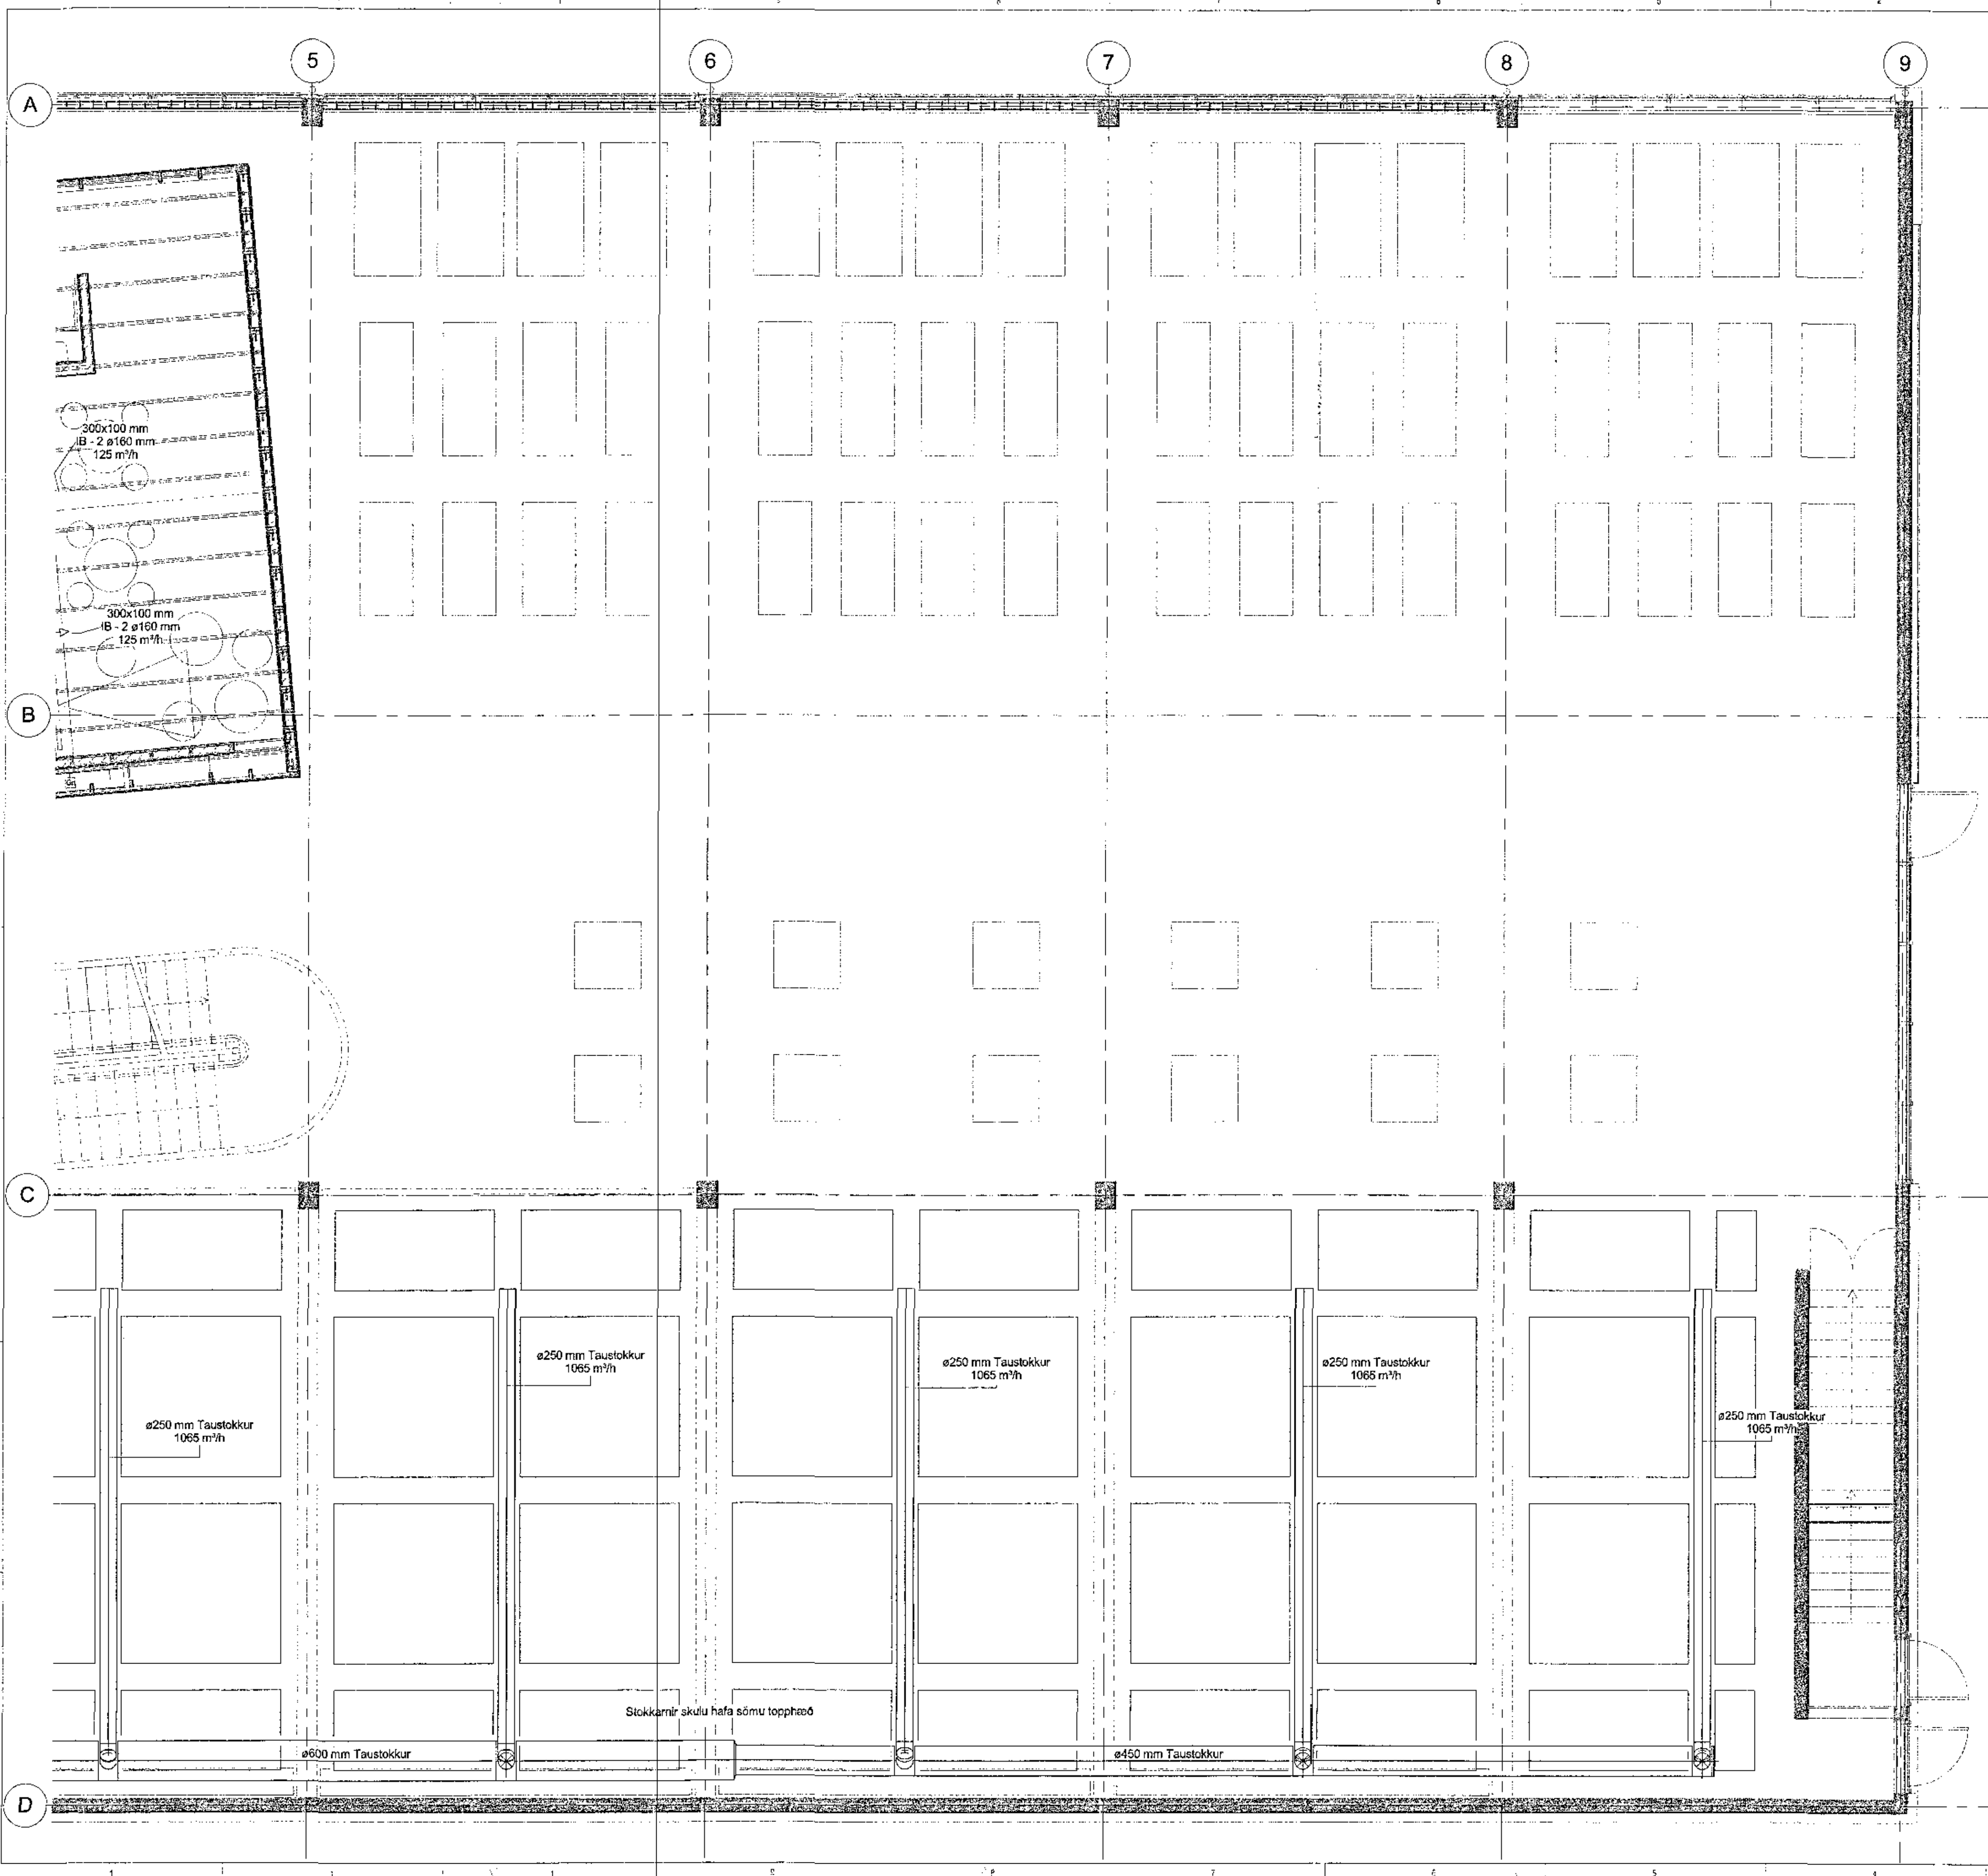 5
6
7
8
9
A
300x100 mm
IB - 2 ø160 mm
125 m³/h
300x100 mm
IB - 2 ø160 mm
125 m³/h
B
C
ø250 mm Taustokkur
1065 m³/h
ø250 mm Taustokkur
1065 m³/h
ø250 mm Taustokkur
1065 m³/h
ø250 mm Taustokkur
1065 m³/h
ø250 mm Taustokkur
1065 m³/h
Stokkarnir skulu hafa sömu topphæð
ø600 mm Taustokkur
ø450 mm Taustokkur
D